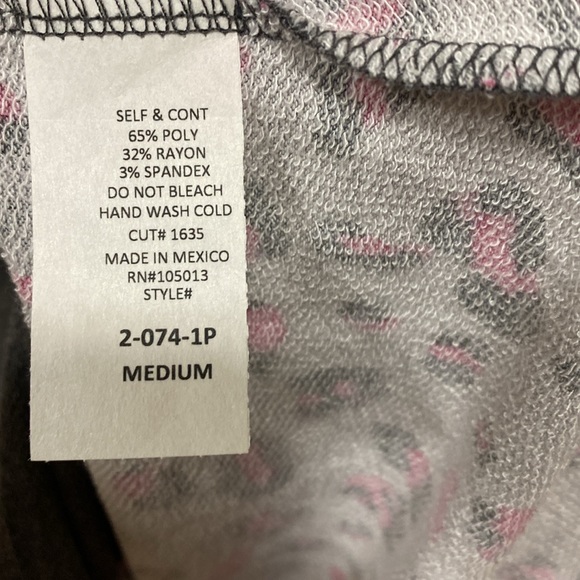 SELF & CONT
65% POLY
32% RAYON
3% SPANDEX
DO NOT BLEACH
HAND WASH COLD
CUT# 1635
MADE IN MEXICO
RN#105013
STYLE#
2-074-1P
MEDIUM